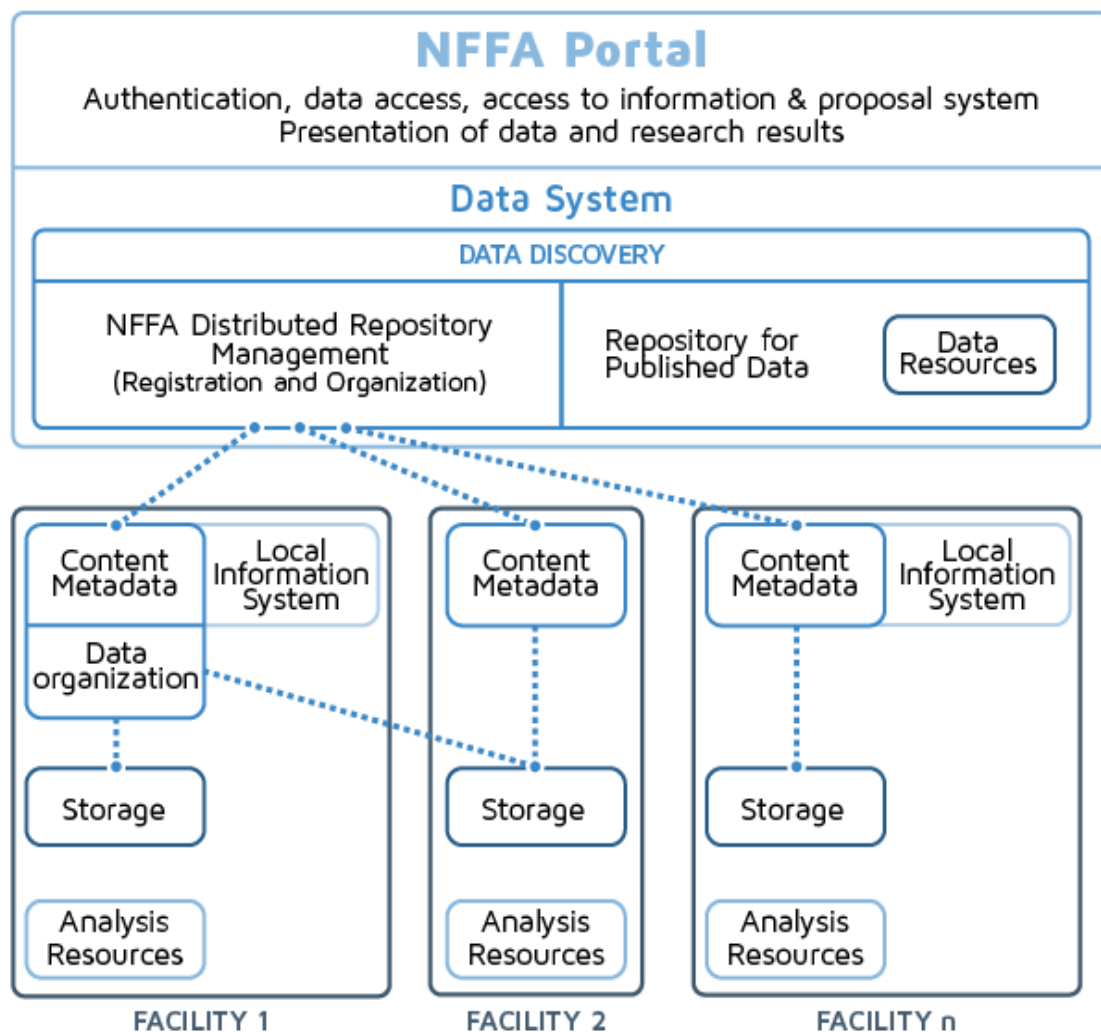 NFFA Portal
Authentication, data access, access to information & proposal system
Presentation of data and research results
Data System
DATA DISCOVERY
NFFA Distributed Repository
Management
(Registration and Organization)
Repository for
Published Data
Data
Resources
Content
Metadata
Local
Information
System
Data
organization
Storage
Analysis
Resources
FACILITY 1
Content
Metadata
Storage
Analysis
Resources
FACILITY 2
Content
Metadata
Local
Information
System
Storage
Analysis
Resources
FACILITY n